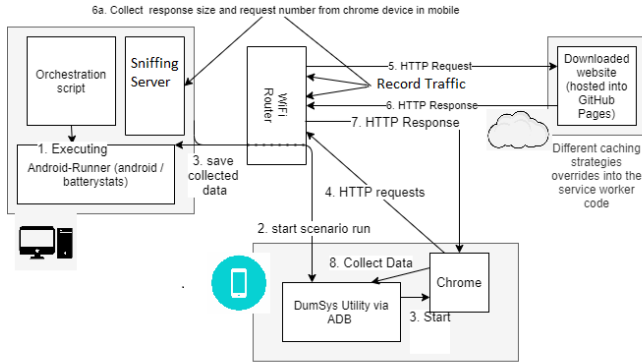 6a. Collect  response size and request number from chrome device in mobile
Orchestration
script
Sniffing
Server
1. Executing
Android-Runner (android /
batterystats)
3. save
collected
data
WiFi
Router
5. HTTP Request
Record Traffic
6. HTTP Response
7. HTTP Response
Downloaded
website
(hosted into
GitHub
Pages)
Different caching
strategies
overrides into the
service worker
code
4. HTTP requests
2. start scenario run
8. Collect Data
Chrome
DumSys Utility via
ADB
3. Start